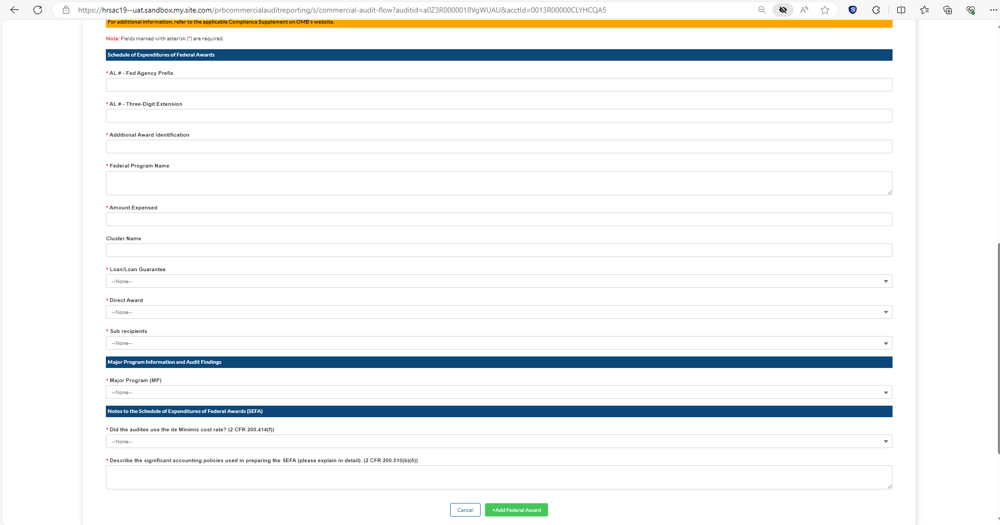 https://hrsac19--uat.sandbox.my.site.com/prbcommercialauditreporting/s/commercial-audit-flow?auditid=a0Z3R0000018VgWUAU&acctId=0013R00000CLYHCQA5
For additional information, refer to the applicable Compliance Supplement on OMB's website.
Note: Fields marked with asterisk (*) are required.
Schedule of Expenditures of Federal Awards
* AL # - Fed Agency Prefix
* AL # - Three-Digit Extension
* Additional Award Identification
* Federal Program Name
* Amount Expensed
Cluster Name
* Loan/Loan Guarantee
--None--
* Direct Award
--None--
* Sub recipients
--None--
Major Program Information and Audit Findings
* Major Program (MP)
--None--
Notes to the Schedule of Expenditures of Federal Awards (SEFA)
* Did the auditee use the de Minimis cost rate? (2 CFR 200.414(f))
--None--
* Describe the significant accounting policies used in preparing the SEFA (please explain in detail). (2 CFR 200.510(b)(6))
Cancel +Add Federal Award